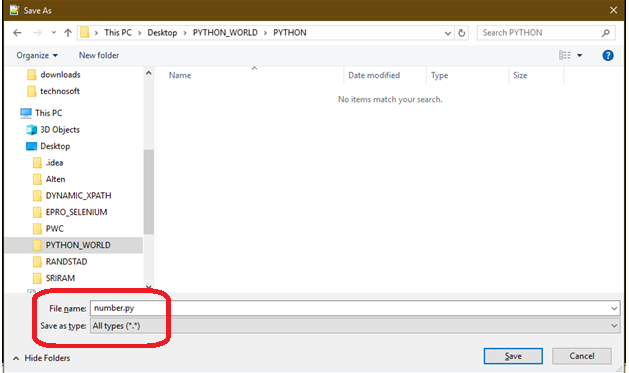 Save As
This PC > Desktop > PYTHON_WORLD > PYTHON
Search PYTHON
Organize
New folder
Name
Date modified
Type
Size
No items match your search.
downloads
technosoft
This PC
3D Objects
Desktop
.idea
Alten
DYNAMIC_XPATH
EPRO_SELENIUM
PWC
PYTHON_WORLD
RANDSTAD
SRIRAM
File name: number.py
Save as type: All types (*.*)
Hide Folders
Save
Cancel